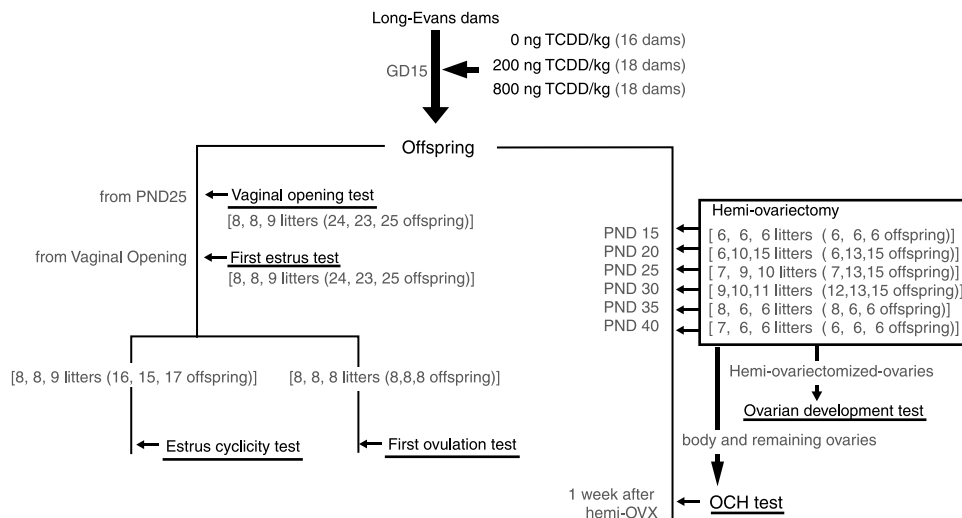 Long-Evans dams
0 ng TCDD/kg (16 dams)
GD15
200 ng TCDD/kg (18 dams)
800 ng TCDD/kg (18 dams)
Offspring
from PND25
Vaginal opening test
[8, 8, 9 litters (24, 23, 25 offspring)]
from Vaginal Opening
First estrus test
[8, 8, 9 litters (24, 23, 25 offspring)]
[8, 8, 9 litters (16, 15, 17 offspring)]
[8, 8, 8 litters (8,8,8 offspring)]
Estrus cyclicity test
First ovulation test
Hemi-ovariectomy
PND 15
[ 6, 6, 6 litters ( 6, 6, 6 offspring)]
PND 20
[ 6,10,15 litters ( 6,13,15 offspring)]
PND 25
[ 7, 9, 10 litters ( 7,13,15 offspring)]
PND 30
[ 9,10,11 litters (12,13,15 offspring)]
PND 35
[ 8, 6, 6 litters ( 8, 6, 6 offspring)]
PND 40
[ 7, 6, 6 litters ( 6, 6, 6 offspring)]
Hemi-ovariectomized-ovaries
Ovarian development test
body and remaining ovaries
1 week after
hemi-OVX
OCH test